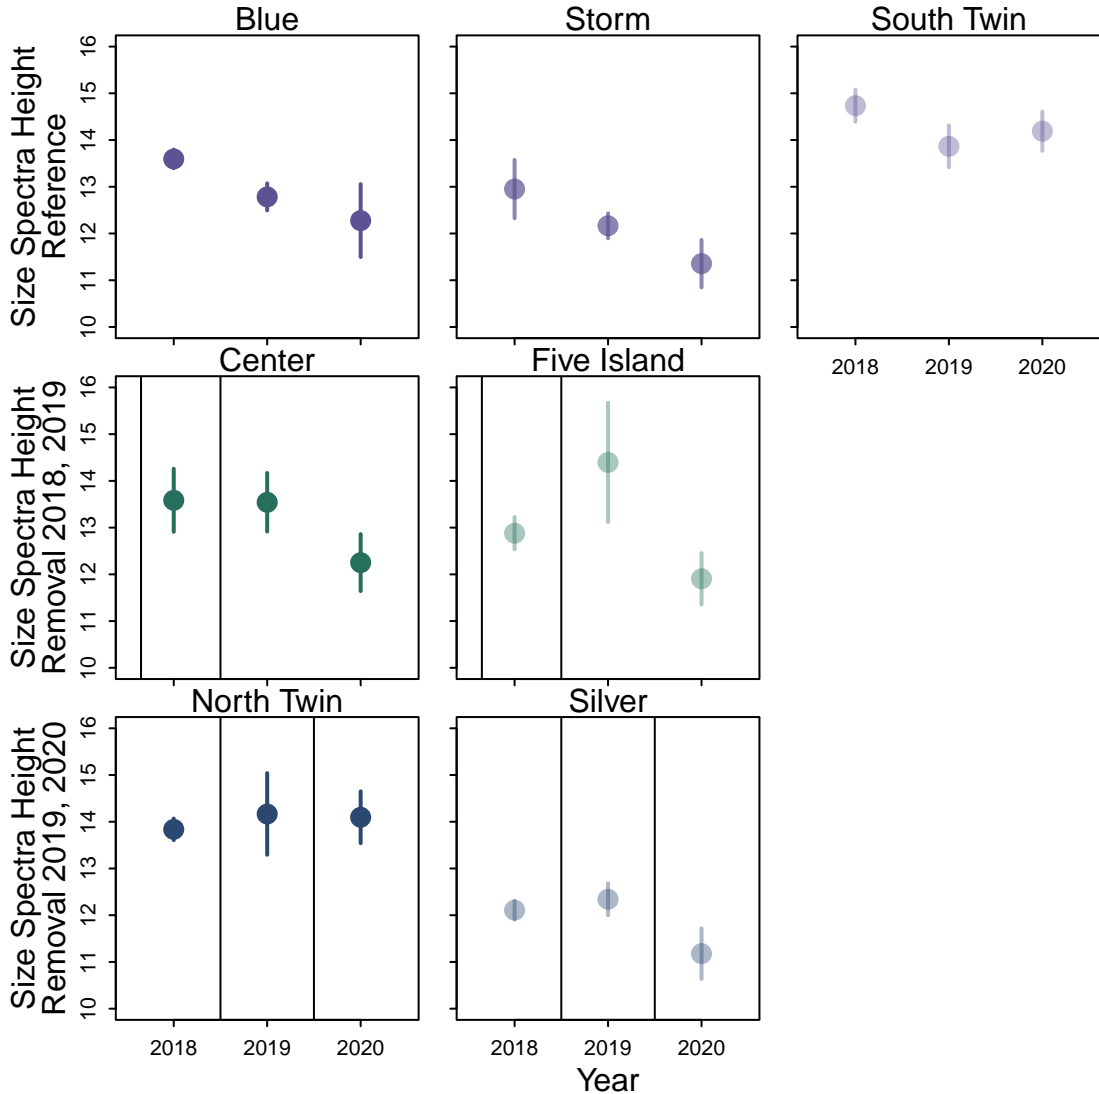 Blue
Storm
South Twin
Size Spectra Height
Reference
16
15
14
13
12
11
10
2018
2019
2020
Center
Five Island
Size Spectra Height
Removal 2018, 2019
16
15
14
13
12
11
10
North Twin
Silver
Size Spectra Height
Removal 2019, 2020
16
15
14
13
12
11
10
2018
2019
2020
2018
2019
2020
Year